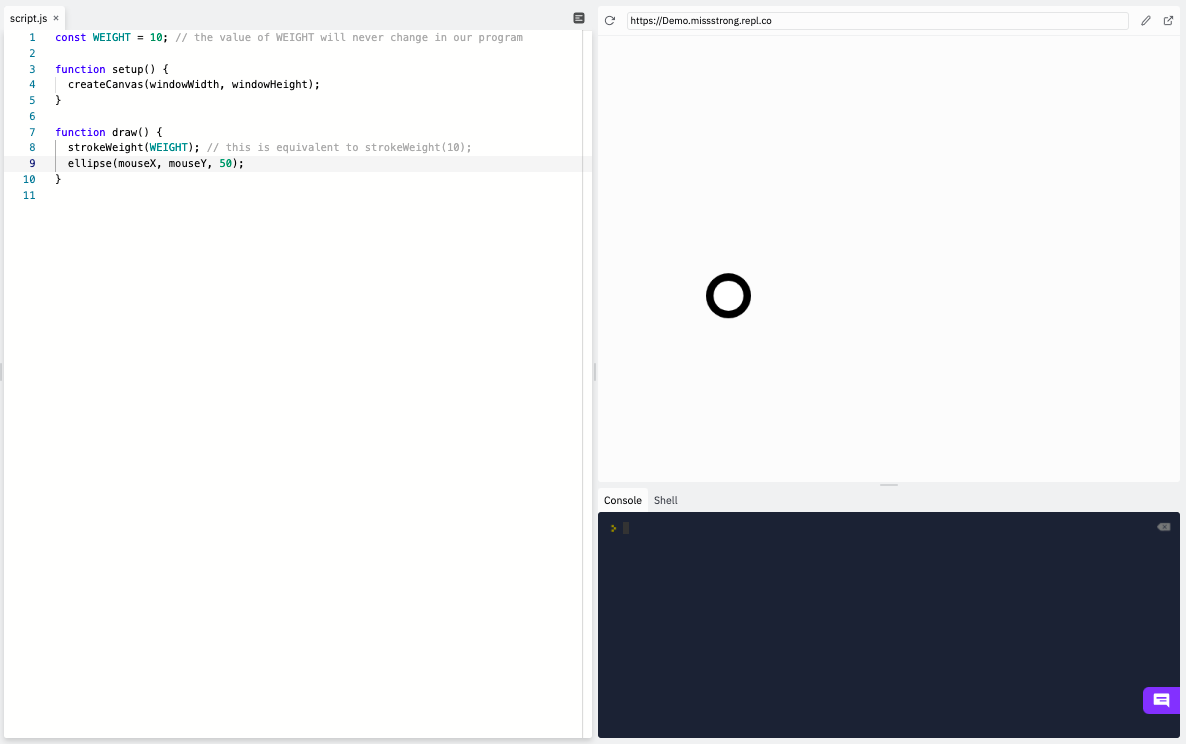 script.js ×
1 const WEIGHT = 10; // the value of WEIGHT will never change in our program
2
3 function setup() {
4   createCanvas(windowWidth, windowHeight);
5 }
6
7 function draw() {
8   strokeWeight(WEIGHT); // this is equivalent to strokeWeight(10);
9   ellipse(mouseX, mouseY, 50);
10 }
11
https://Demo.missstrong.repl.co
Console Shell
>